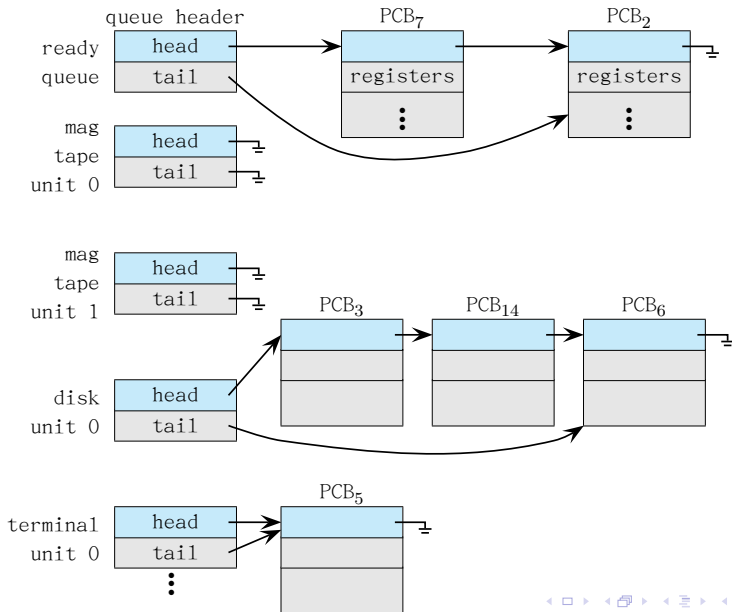 queue header
PCB7
PCB2
ready
queue
head
tail
registers
registers
mag
tape
unit 0
head
tail
mag
tape
unit 1
head
tail
PCB3
PCB14
PCB6
disk
unit 0
head
tail
PCB5
terminal
unit 0
head
tail